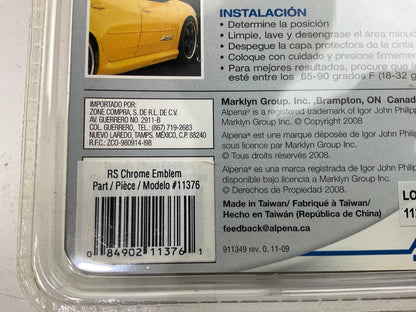 INSTALACIÓN
• Determine la posición
• Limpie, lave y desengrase el área
• Despegue la capa protectora de la cinta
• Coloque con cuidado y presione
• Para mejores resultados, procure que la
esté entre los 65-90 grados F (18-32
IMPORTADO POR:
ZONE COMPRA, S. DE R.L. DE C.V.
AV. GUERRERO NO. 2911-B
COL. GUERRERO, TEL: (867) 719-2683
NUEVO LAREDO, TAMPS. MÉXICO, C.P. 88240
R.F.C.: ZCO-980914-I98
Marklyn Group. Inc. ,Brampton, ON Canad
Alpena® is a registered trademark of Igor John Philip
Marklyn Group Inc. © Copyright 2008
Alpena® est une marque déposée de Igor John Philip
sous licence par Marklyn Group Inc.
© Tous droits réservés 2008.
Alpena® es una marca registrada de Igor John Philip
disponible bajo licencia a Marklyn Group Inc.
© Derechos de Propiedad 2008.
Made in Taiwan/ Fabriqué à Taïwan/
Hecho en Taiwán (República de China)
feedback@alpena.ca
911349 rev. 0. 11-09
RS Chrome Emblem
Part / Pièce / Modelo #11376
0 84902 11376 1
LO
11